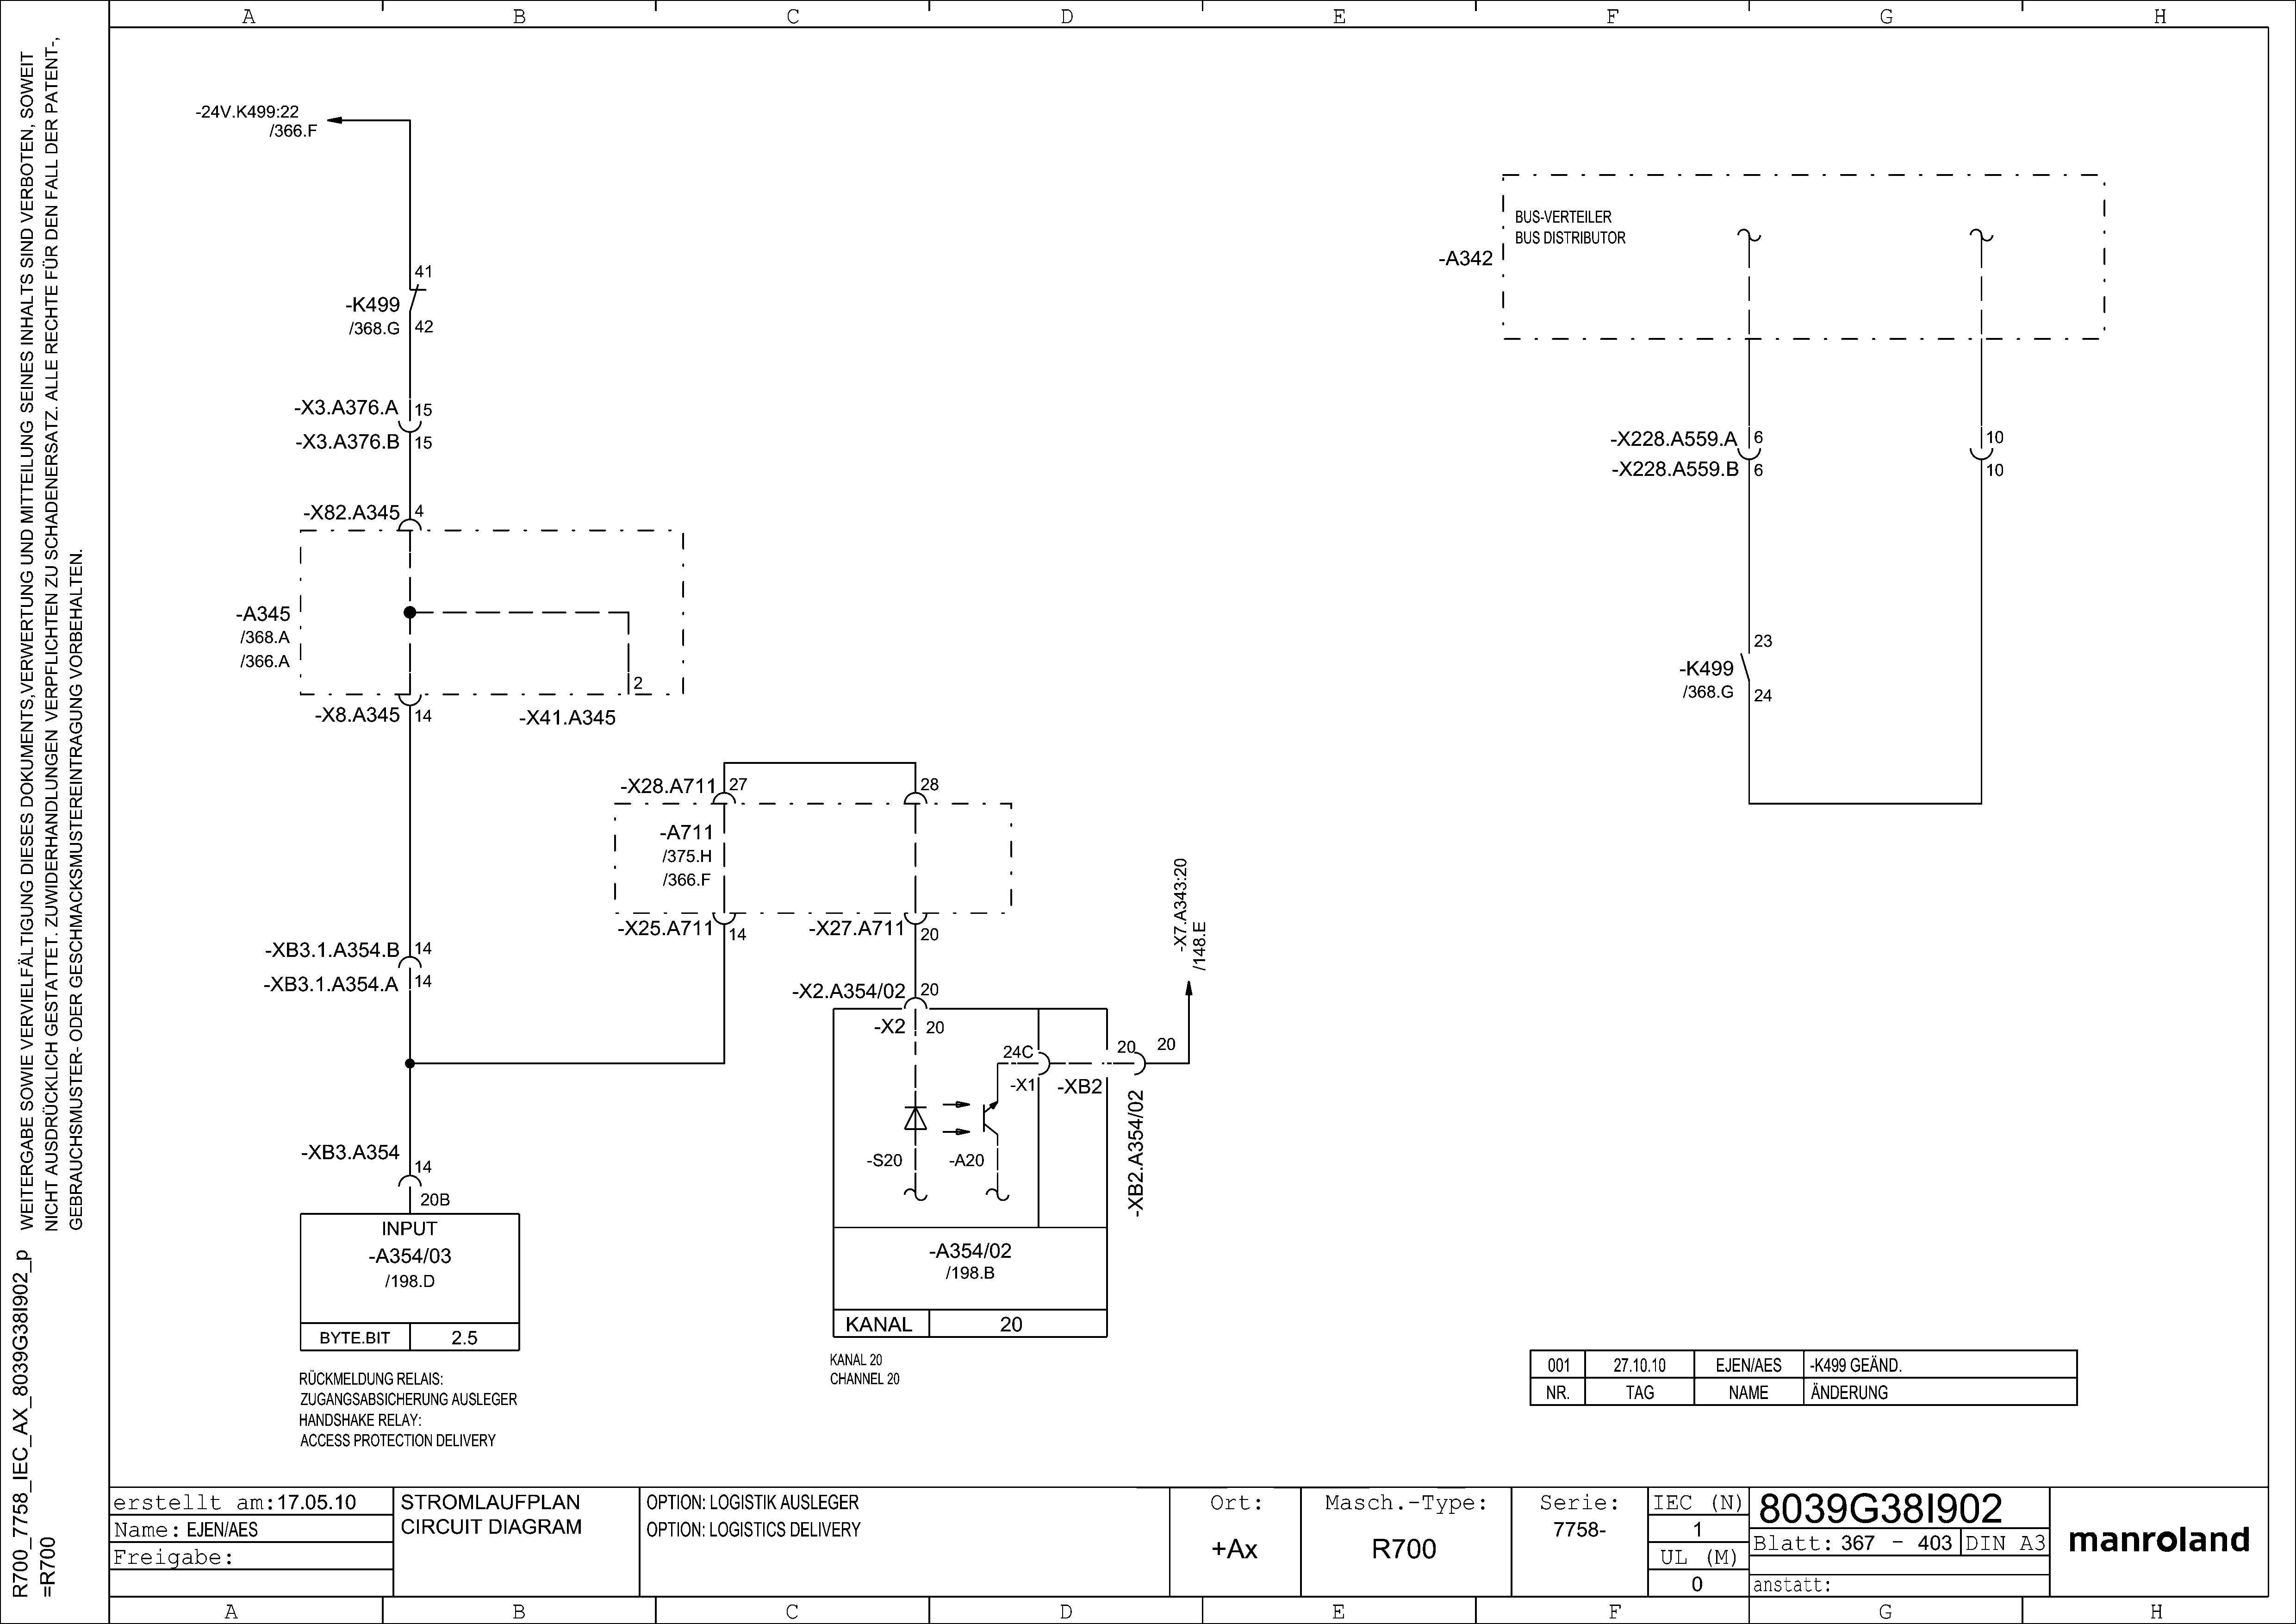 A B C D E F G H
WEITERGABE SOWIE VERVIELFÄLTIGUNG DIESES DOKUMENTS,VERWERTUNG UND MITTEILUNG SEINES INHALTS SIND VERBOTEN, SOWEIT
NICHT AUSDRÜCKLICH GESTATTET. ZUWIDERHANDLUNGEN VERPFLICHTEN ZU SCHADENERSATZ. ALLE RECHTE FÜR DEN FALL DER PATENT-,
GEBRAUCHSMUSTER- ODER GESCHMACKSMUSTEREINTRAGUNG VORBEHALTEN.
R700_7758_IEC_AX_8039G38I902_p
=R700
-24V.K499:22
/366.F
41
-K499
/368.G
42
-X3.A376.A
15
-X3.A376.B
15
-X82.A345
4
-A345
/368.A
/366.A
2
-X8.A345
14
-X41.A345
-X28.A711
27
28
-A711
/375.H
/366.F
-X25.A711
14
-X27.A711
20
-XB3.1.A354.B
14
-XB3.1.A354.A
14
-X2.A354/02
20
-X2
20
24C
-X1
-XB2
20
20
-X7.A343:20
/148.E
-XB2.A354/02
-S20
-A20
-A354/02
/198.B
KANAL
20
KANAL 20
CHANNEL 20
-XB3.A354
14
20B
INPUT
-A354/03
/198.D
BYTE.BIT
2.5
RÜCKMELDUNG RELAIS:
ZUGANGSABSICHERUNG AUSLEGER
HANDSHAKE RELAY:
ACCESS PROTECTION DELIVERY
BUS-VERTEILER
BUS DISTRIBUTOR
-A342
-X228.A559.A
6
10
-X228.A559.B
6
10
23
-K499
/368.G
24
001 27.10.10 EJEN/AES -K499 GEÄND.
NR. TAG NAME ÄNDERUNG
erstellt am:17.05.10
Name: EJEN/AES
Freigabe:
STROMLAUFPLAN
CIRCUIT DIAGRAM
OPTION: LOGISTIK AUSLEGER
OPTION: LOGISTICS DELIVERY
Ort:
+Ax
Masch.-Type:
R700
Serie:
7758-
IEC (N)
1
UL (M)
0
8039G38I902
Blatt: 367 - 403 DIN A3
anstatt:
manroland
A B C D E F G H